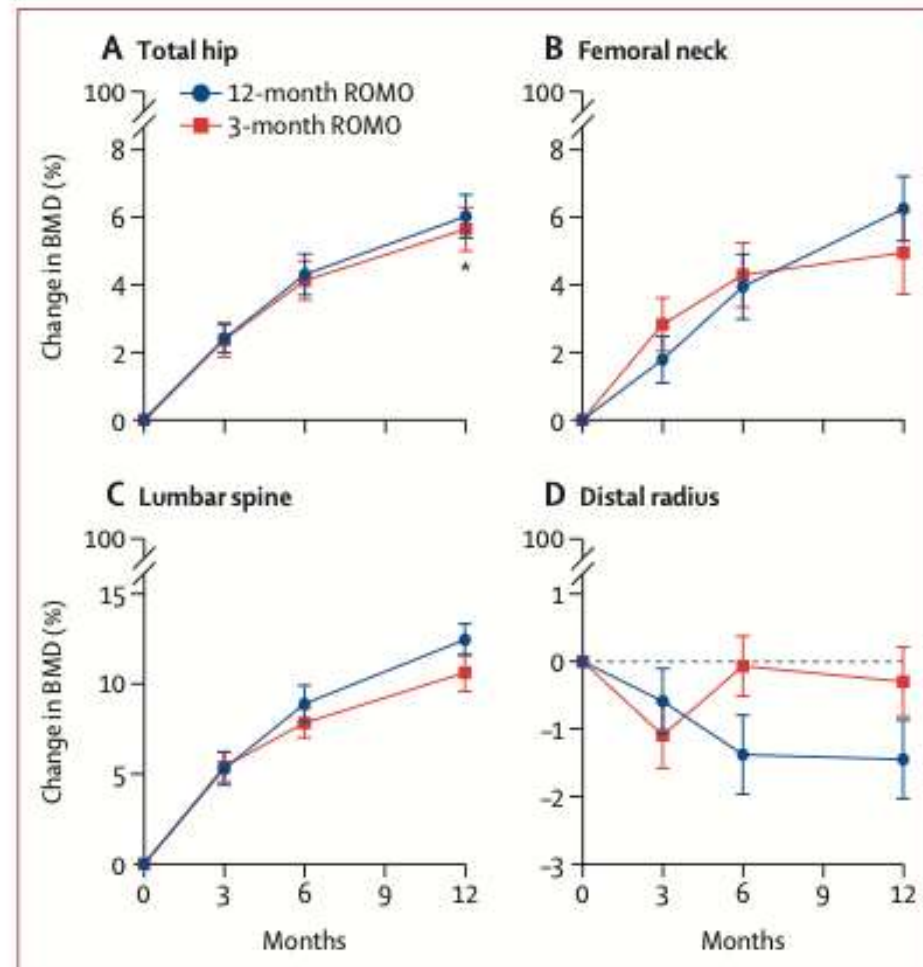 A Total hip
12-month ROMO
3-month ROMO
Change in BMD (%)
100
8
6
4
2
0
*
B Femoral neck
100
8
6
4
2
0
C Lumbar spine
Change in BMD (%)
100
15
10
5
0
0 3 6 9 12
Months
D Distal radius
100
1
0
–1
–2
–3
0 3 6 9 12
Months